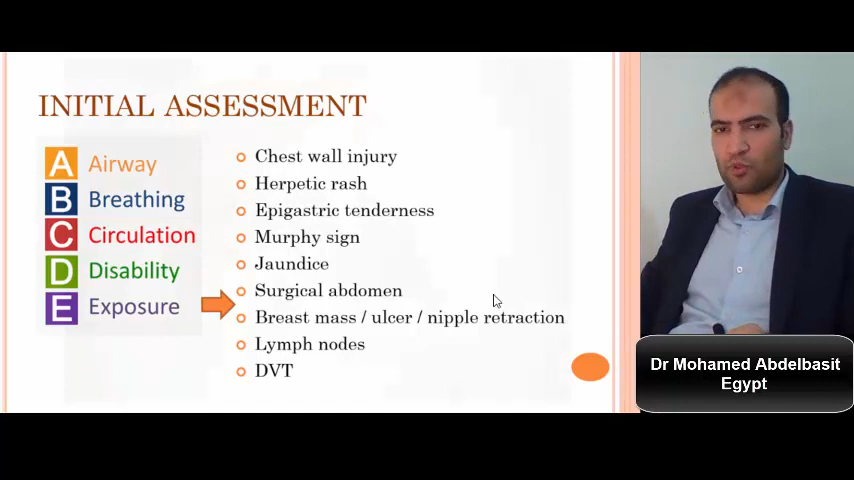 INITIAL ASSESSMENT
A Airway
B Breathing
C Circulation
D Disability
E Exposure
Chest wall injury
Herpetic rash
Epigastric tenderness
Murphy sign
Jaundice
Surgical abdomen
Breast mass / ulcer / nipple retraction
Lymph nodes
DVT
Dr Mohamed Abdelbasit
Egypt